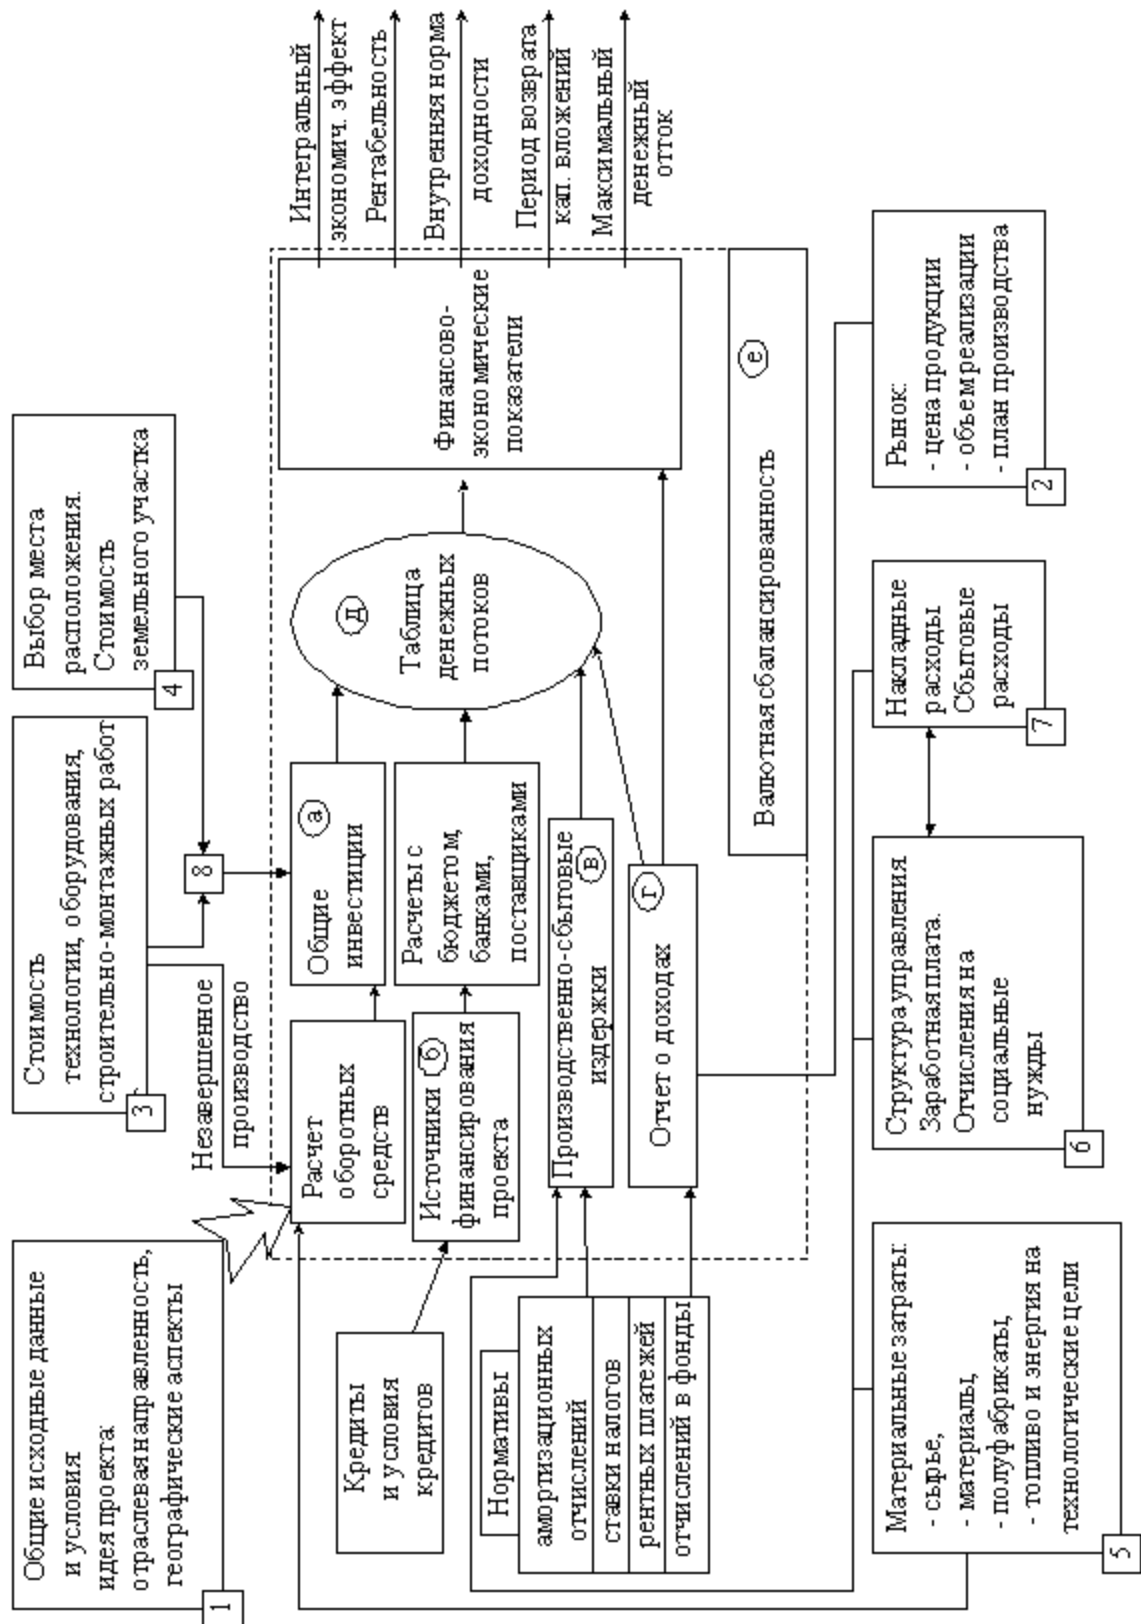 Общие исходные данные
и условия
идея проекта
отраслевая направленность,
географические аспекты
1
Стоимость
технологии, оборудования,
строительно-монтажных работ
3
Выбор места
расположения.
Стоимость
земельного участка
4
Незавершенное
производство
8
Расчет
оборотных
средств
Общие
инвестиции
а
Кредиты
и условия
кредитов
Источники
финансирования
проекта
б
Расчеты с
бюджетом,
банками,
поставщиками
д
Таблица
денежных
потоков
Финансово-
экономические
показатели
Интегральный
экономич. эффект
Рентабельность
Внутренняя норма
доходности
Период возврата
кап. вложений
Максимальный
денежный
отток
Нормативы
амортизационных
отчислений
ставки налогов
рентных платежей
отчислений в фонды
Производственно-сбытовые
издержки
в
Отчет о доходах
г
Валютная сбалансированность
е
Материальные затраты:
- сырье,
- материалы,
- полуфабрикаты,
- топливо и энергия на
технологические цели
5
Структура управления
Заработная плата.
Отчисления на
социальные
нужды
6
Накладные
расходы
Сбытовые
расходы
7
Рынок:
- цена продукции
- объем реализации
- план производства
2